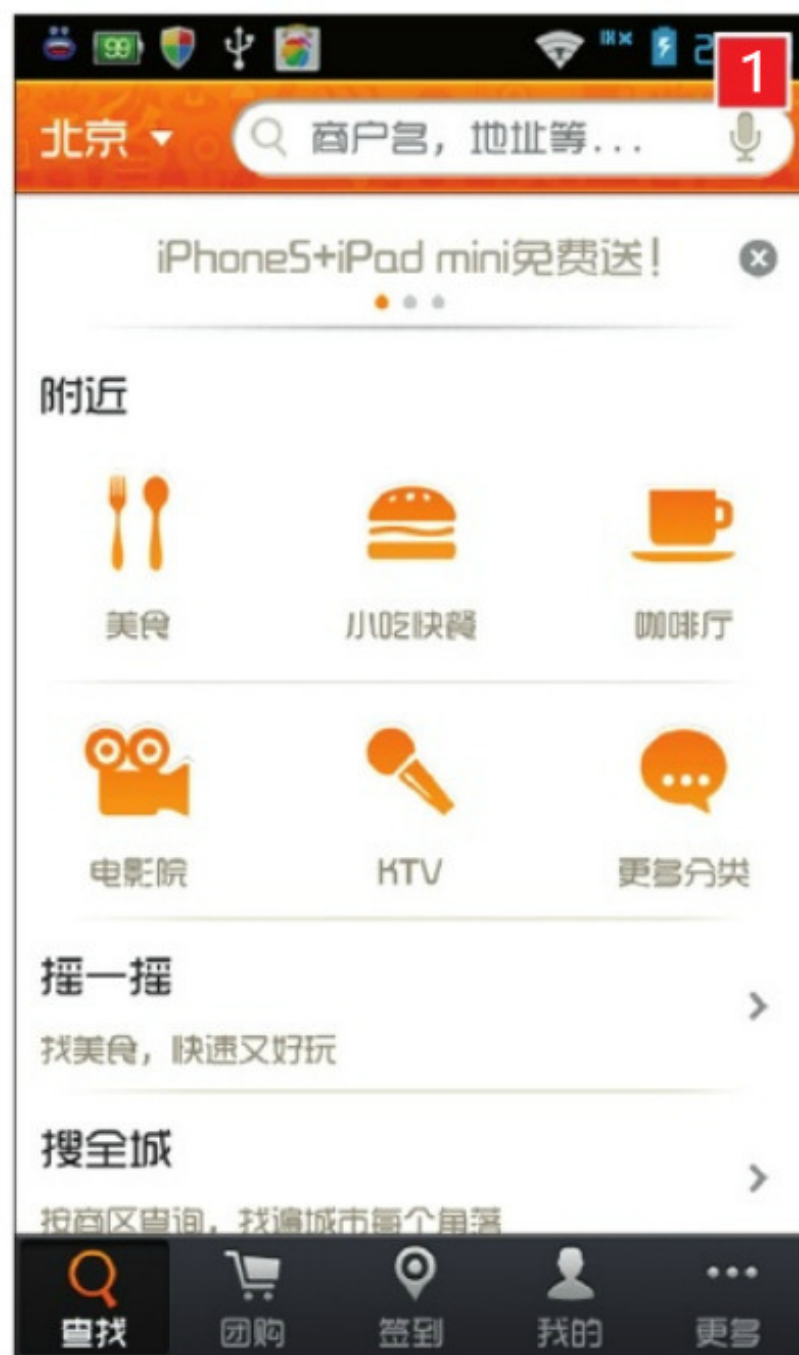 99
1
北京
商户名，地址等...
iPhone5+iPad mini免费送！
附近
美食 小吃快餐 咖啡厅
电影院 KTV 更多分类
摇一摇
找美食，快速又好玩
搜全城
按商区查询，找遍城市每个角落
查找 团购 签到 我的 更多